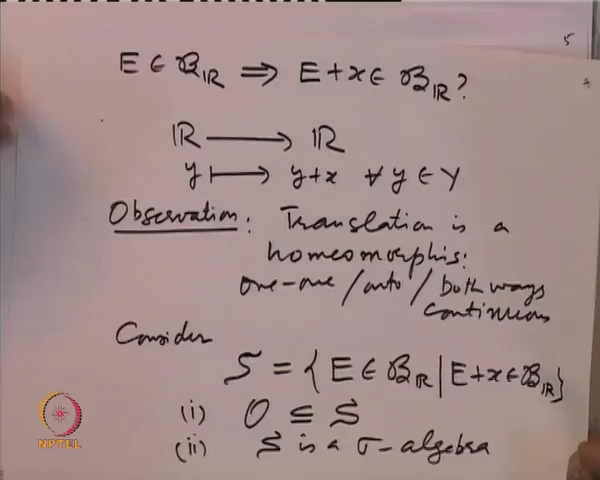 5
E ∈ 𝓑_ℝ ⟹ E + x ∈ 𝓑_ℝ ?
ℝ ⟶ ℝ
y ⟼ y + x ∀ y ∈ Y
Observation: Translation is a
homeomorphis:
one-one / onto / both ways
continuous
Consider
S = { E ∈ 𝓑_ℝ | E + x ∈ 𝓑_ℝ }
(i) O ⊆ S
(ii) S is a σ-algebra
NPTEL